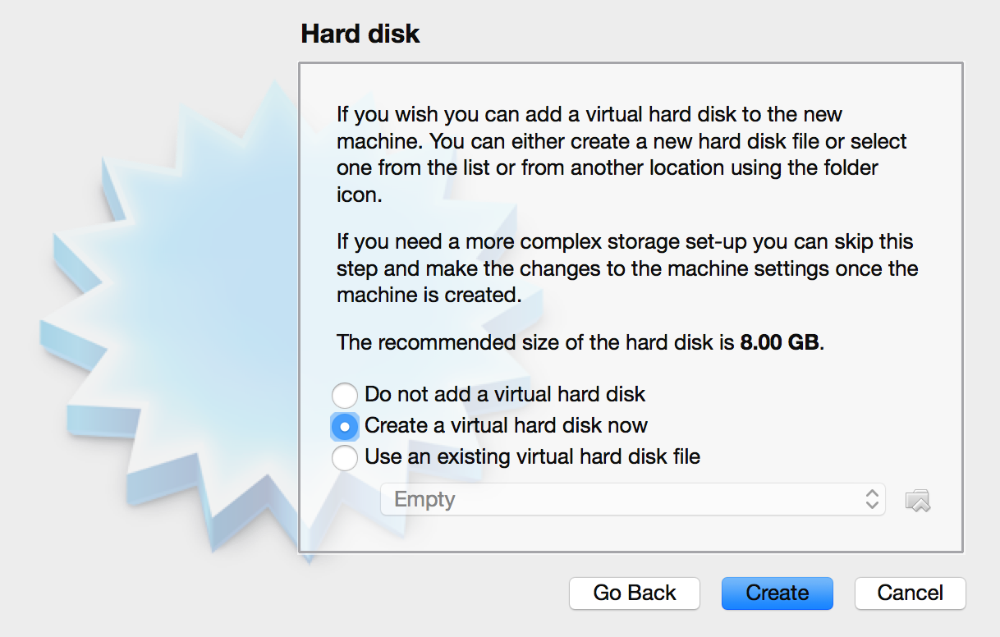 Hard disk
If you wish you can add a virtual hard disk to the new
machine. You can either create a new hard disk file or select
one from the list or from another location using the folder
icon.
If you need a more complex storage set-up you can skip this
step and make the changes to the machine settings once the
machine is created.
The recommended size of the hard disk is 8.00 GB.
Do not add a virtual hard disk
Create a virtual hard disk now
Use an existing virtual hard disk file
Empty
Go Back
Create
Cancel